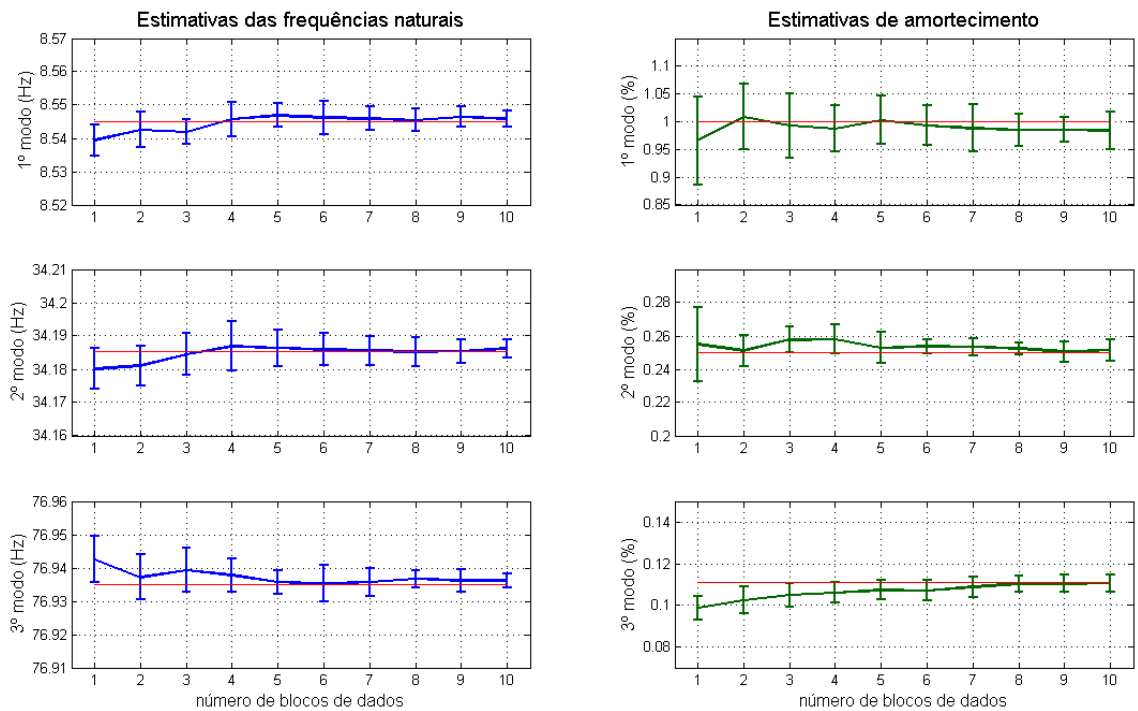 Estimativas das frequências naturais
8.57
8.56
8.55
8.54
8.53
8.52
1º modo (Hz)
1 2 3 4 5 6 7 8 9 10
34.21
34.2
34.19
34.18
34.17
34.16
2º modo (Hz)
1 2 3 4 5 6 7 8 9 10
76.96
76.95
76.94
76.93
76.92
76.91
3º modo (Hz)
1 2 3 4 5 6 7 8 9 10
número de blocos de dados
Estimativas de amortecimento
1.1
1.05
1
0.95
0.9
0.85
1º modo (%)
1 2 3 4 5 6 7 8 9 10
0.28
0.26
0.24
0.22
0.2
2º modo (%)
1 2 3 4 5 6 7 8 9 10
0.14
0.12
0.1
0.08
3º modo (%)
1 2 3 4 5 6 7 8 9 10
número de blocos de dados